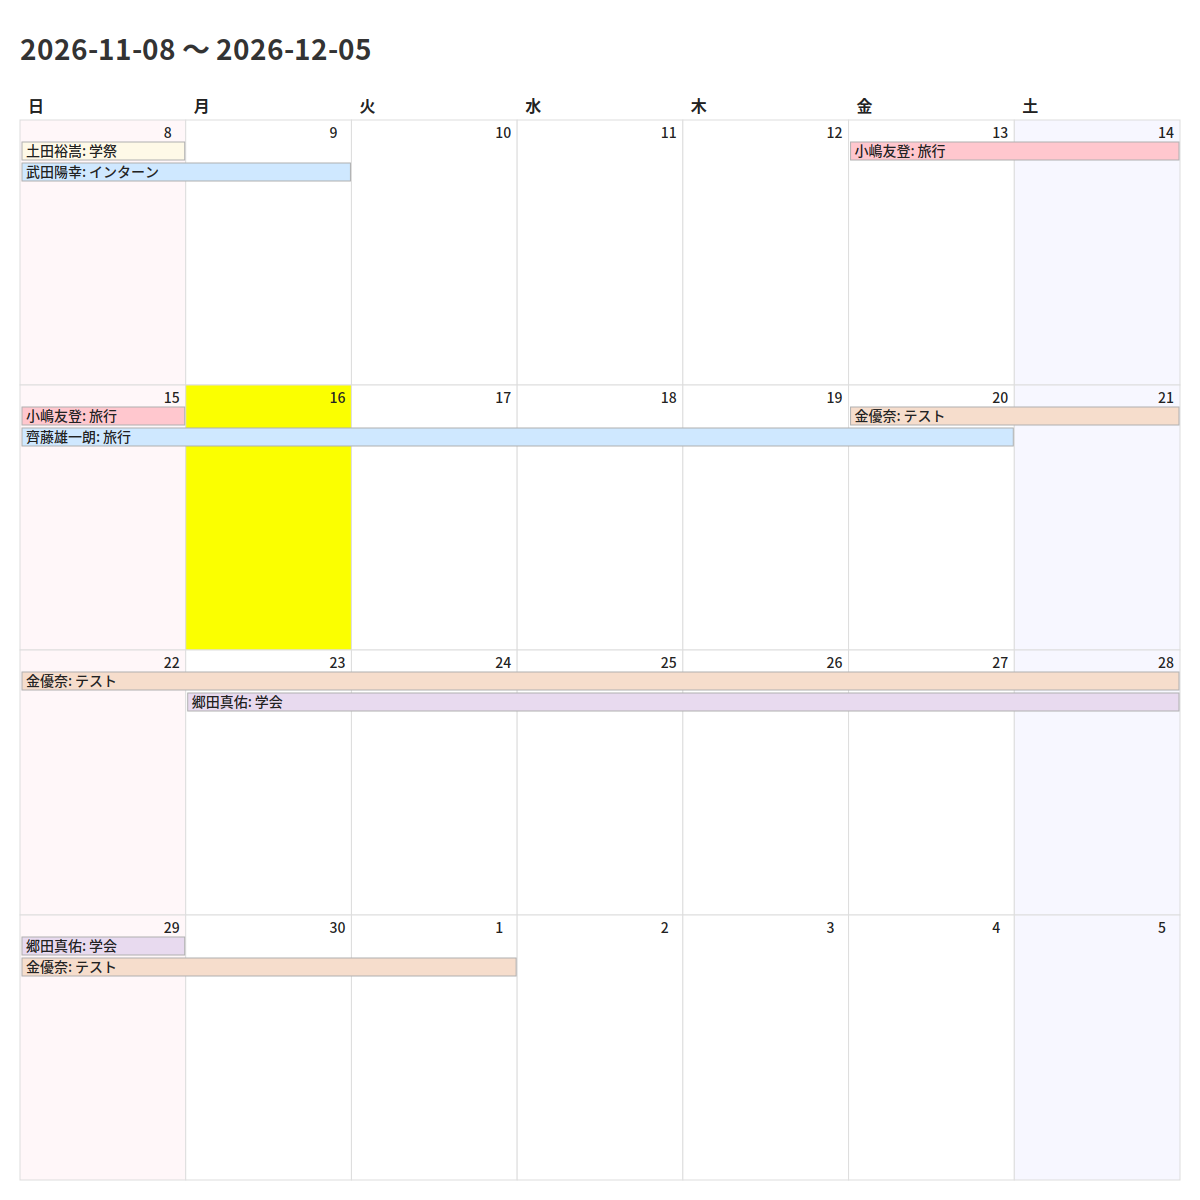 2026-11-08 〜 2026-12-05
日 月 火 水 木 金 土
8 9 10 11 12 13 14
土田裕嵩: 学祭 小嶋友登: 旅行
武田陽幸: インターン
15 16 17 18 19 20 21
小嶋友登: 旅行 金優奈: テスト
齊藤雄一朗: 旅行
22 23 24 25 26 27 28
金優奈: テスト
郷田真佑: 学会
29 30 1 2 3 4 5
郷田真佑: 学会
金優奈: テスト